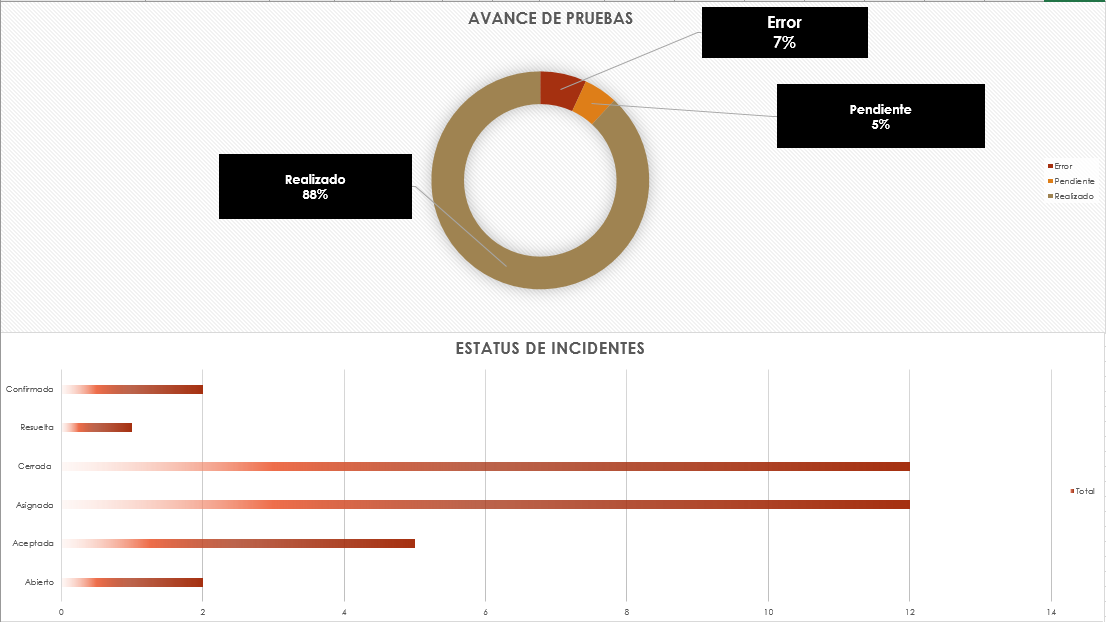 AVANCE DE PRUEBAS
Error
7%
Pendiente
5%
Realizado
88%
Error
Pendiente
Realizado
ESTATUS DE INCIDENTES
Confirmada
Resuelta
Cerrada
Asignada
Aceptada
Abierto
0 2 4 6 8 10 12 14
Total